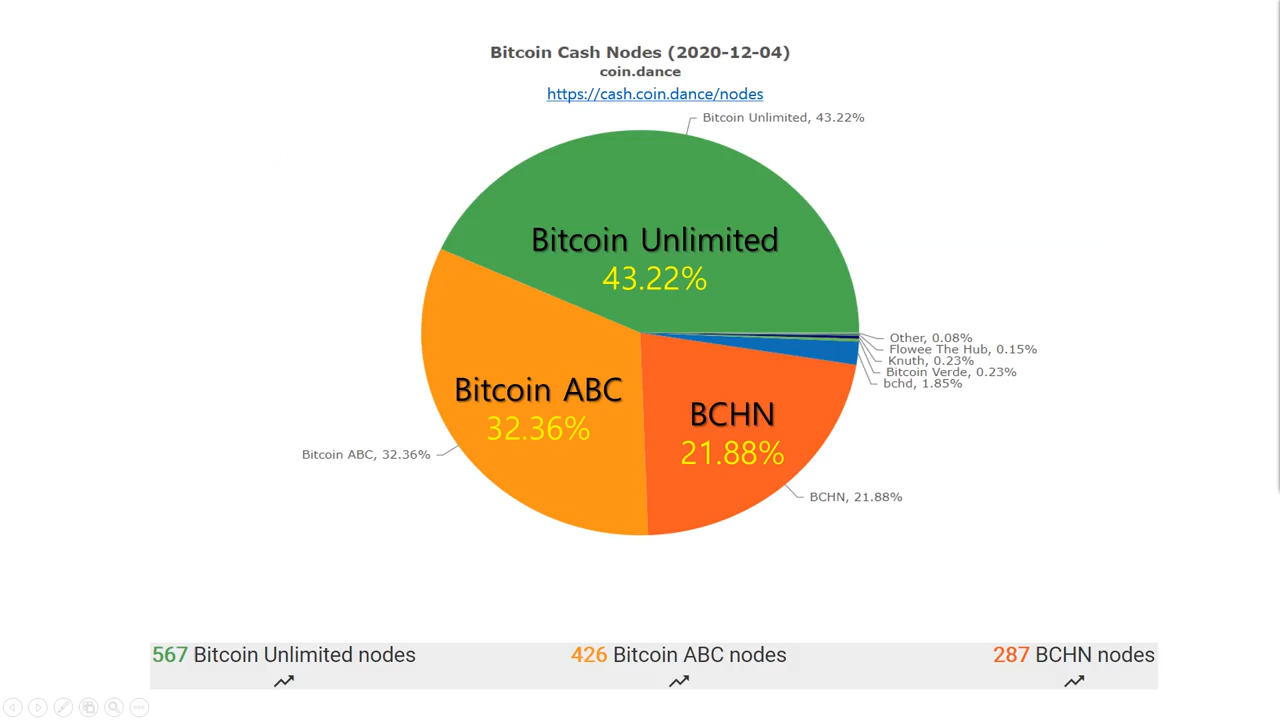 Bitcoin Cash Nodes (2020-12-04)
coin.dance
https://cash.coin.dance/nodes
Bitcoin Unlimited, 43.22%
Bitcoin Unlimited
43.22%
Other, 0.08%
Flowee The Hub, 0.15%
Knuth, 0.23%
Bitcoin Verde, 0.23%
bchd, 1.85%
Bitcoin ABC
32.36%
BCHN
21.88%
Bitcoin ABC, 32.36%
BCHN, 21.88%
567 Bitcoin Unlimited nodes
426 Bitcoin ABC nodes
287 BCHN nodes